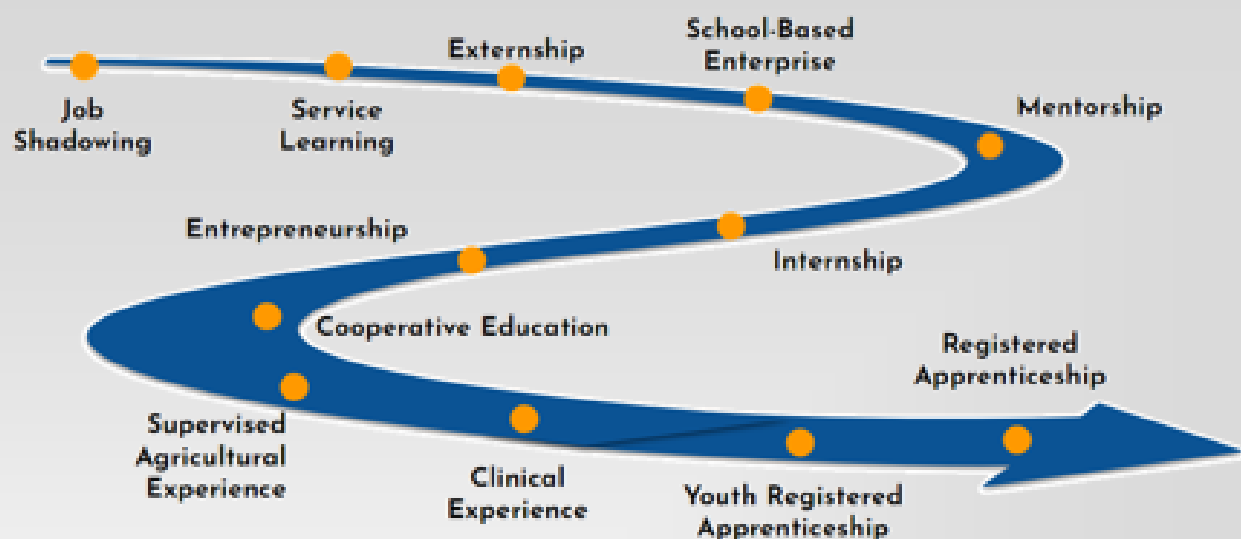 Job
Shadowing
Service
Learning
Externship
School-Based
Enterprise
Mentorship
Internship
Entrepreneurship
Cooperative Education
Supervised
Agricultural
Experience
Clinical
Experience
Youth Registered
Apprenticeship
Registered
Apprenticeship